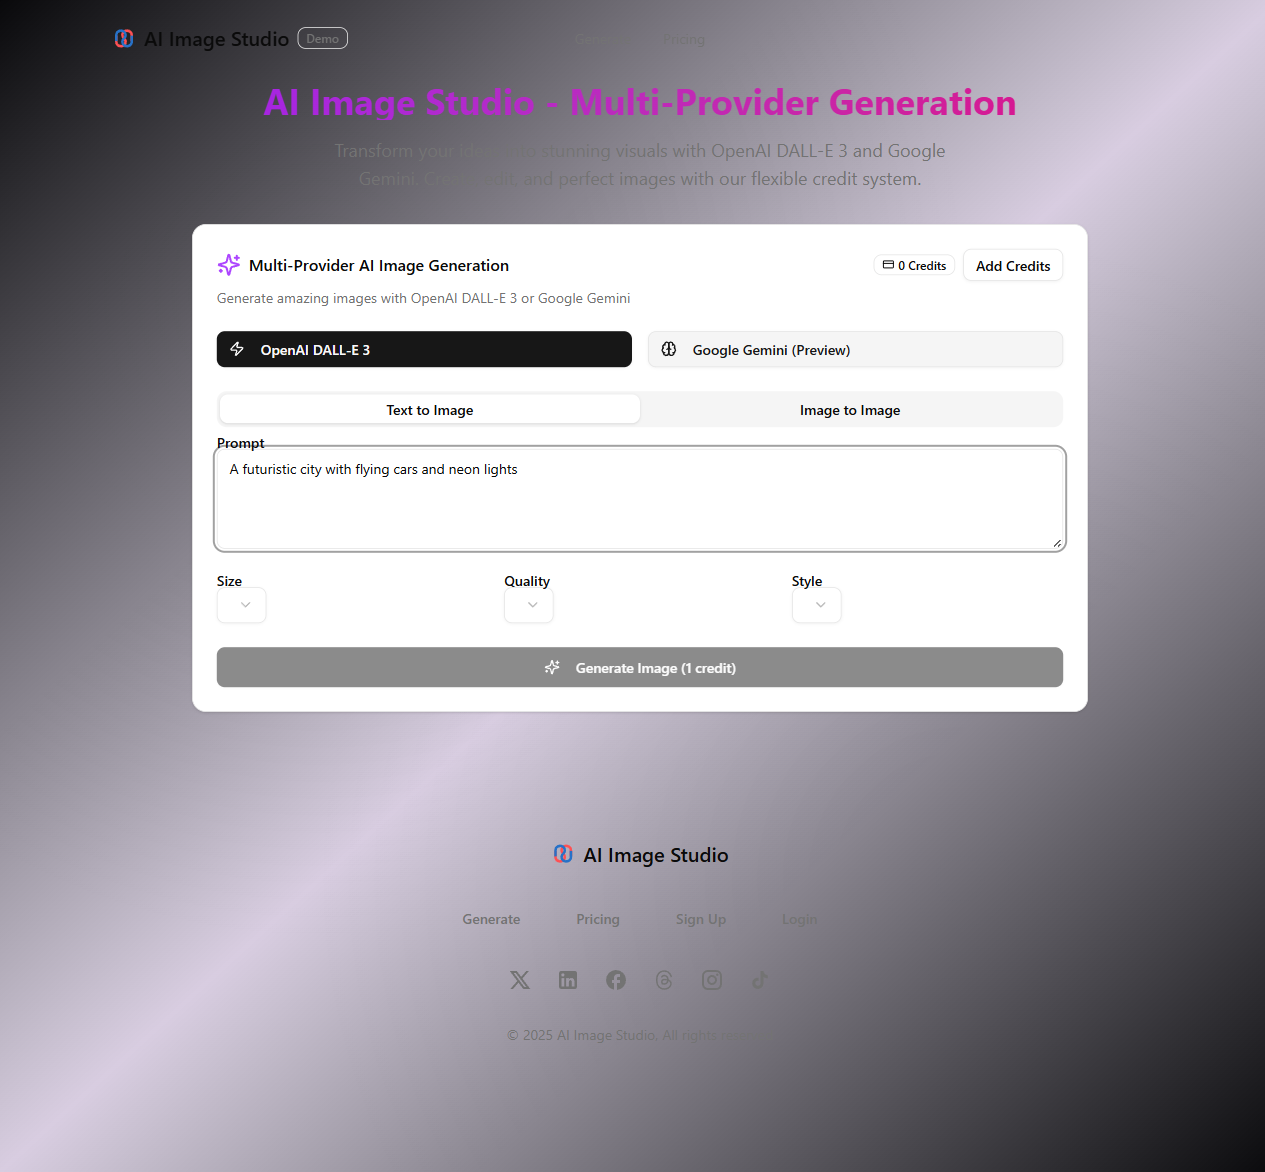 AI Image Studio Demo Pricing
AI Image Studio - Multi-Provider Generation
Transform your ideas into stunning visuals with OpenAI DALL-E 3 and Google
Gemini. Create, edit, and perfect images with our flexible credit system.
Multi-Provider AI Image Generation 0 Credits Add Credits
Generate amazing images with OpenAI DALL-E 3 or Google Gemini
OpenAI DALL-E 3 Google Gemini (Preview)
Text to Image Image to Image
Prompt
A futuristic city with flying cars and neon lights
Size Quality Style
Generate Image (1 credit)
AI Image Studio
Generate Pricing Sign Up Login
© 2025 AI Image Studio. All rights